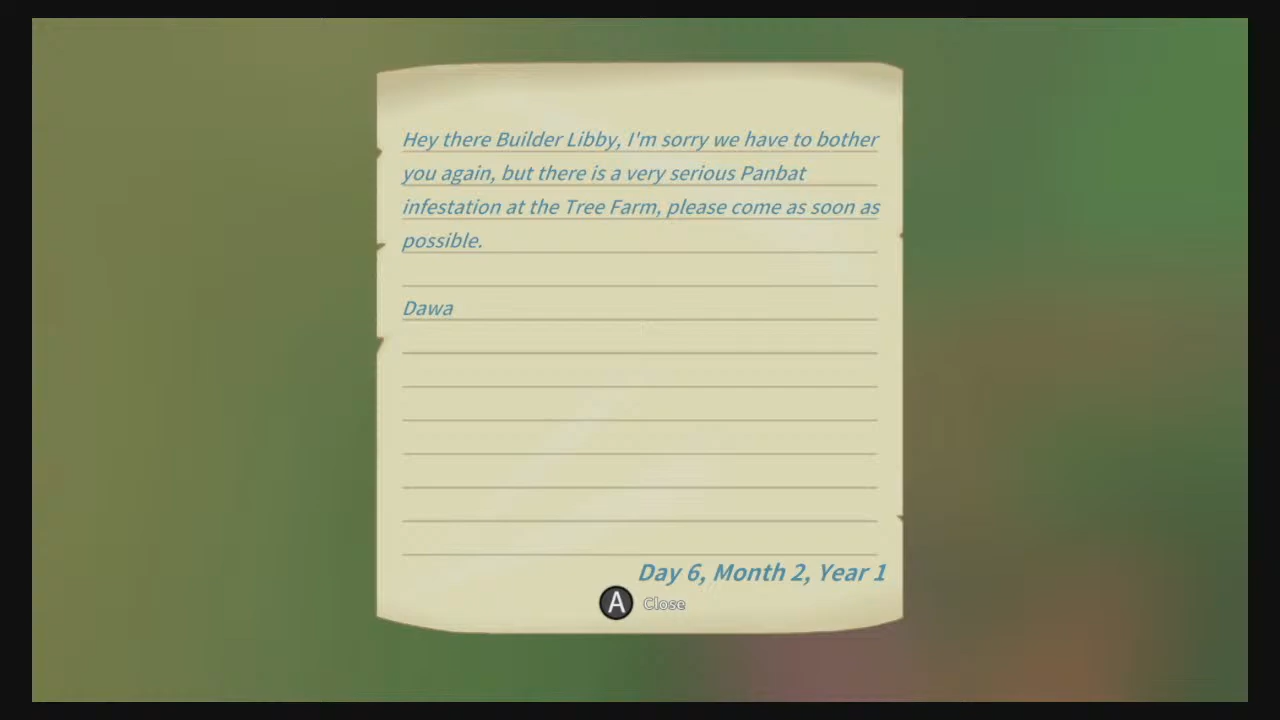 Hey there Builder Libby, I'm sorry we have to bother
you again, but there is a very serious Panbat
infestation at the Tree Farm, please come as soon as
possible.
Dawa
Day 6, Month 2, Year 1
A Close